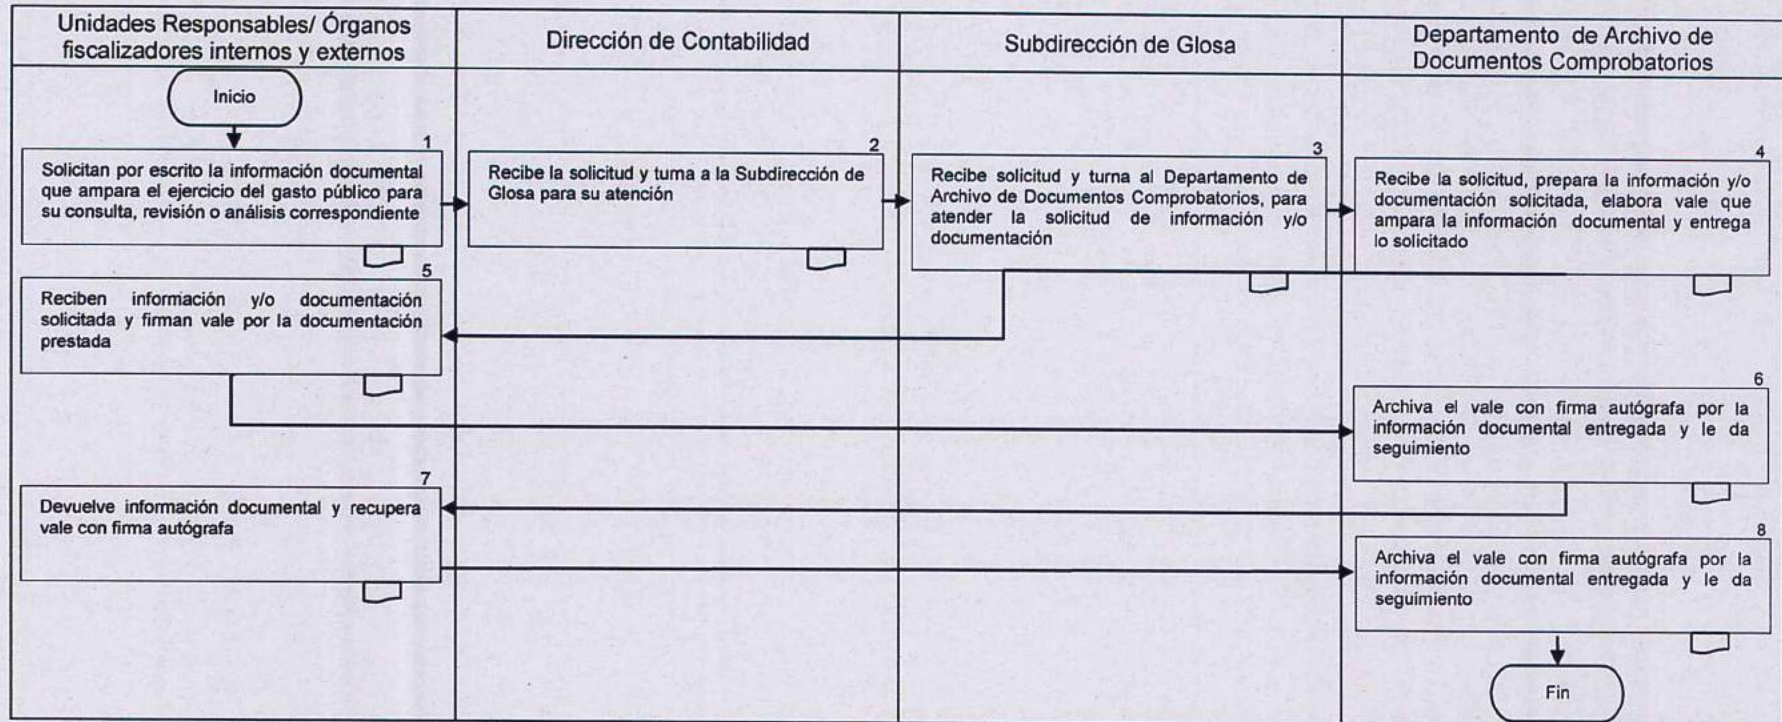 Unidades Responsables/ Órganos
fiscalizadores internos y externos
Dirección de Contabilidad
Subdirección de Glosa
Departamento de Archivo de
Documentos Comprobatorios
Inicio
1
Solicitan por escrito la información documental
que ampara el ejercicio del gasto público para
su consulta, revisión o análisis correspondiente
2
Recibe la solicitud y turna a la Subdirección de
Glosa para su atención
3
Recibe solicitud y turna al Departamento de
Archivo de Documentos Comprobatorios, para
atender la solicitud de información y/o
documentación
4
Recibe la solicitud, prepara la información y/o
documentación solicitada, elabora vale que
ampara la información documental y entrega
lo solicitado
5
Reciben información y/o documentación
solicitada y firman vale por la documentación
prestada
6
Archiva el vale con firma autógrafa por la
información documental entregada y le da
seguimiento
7
Devuelve información documental y recupera
vale con firma autógrafa
8
Archiva el vale con firma autógrafa por la
información documental entregada y le da
seguimiento
Fin